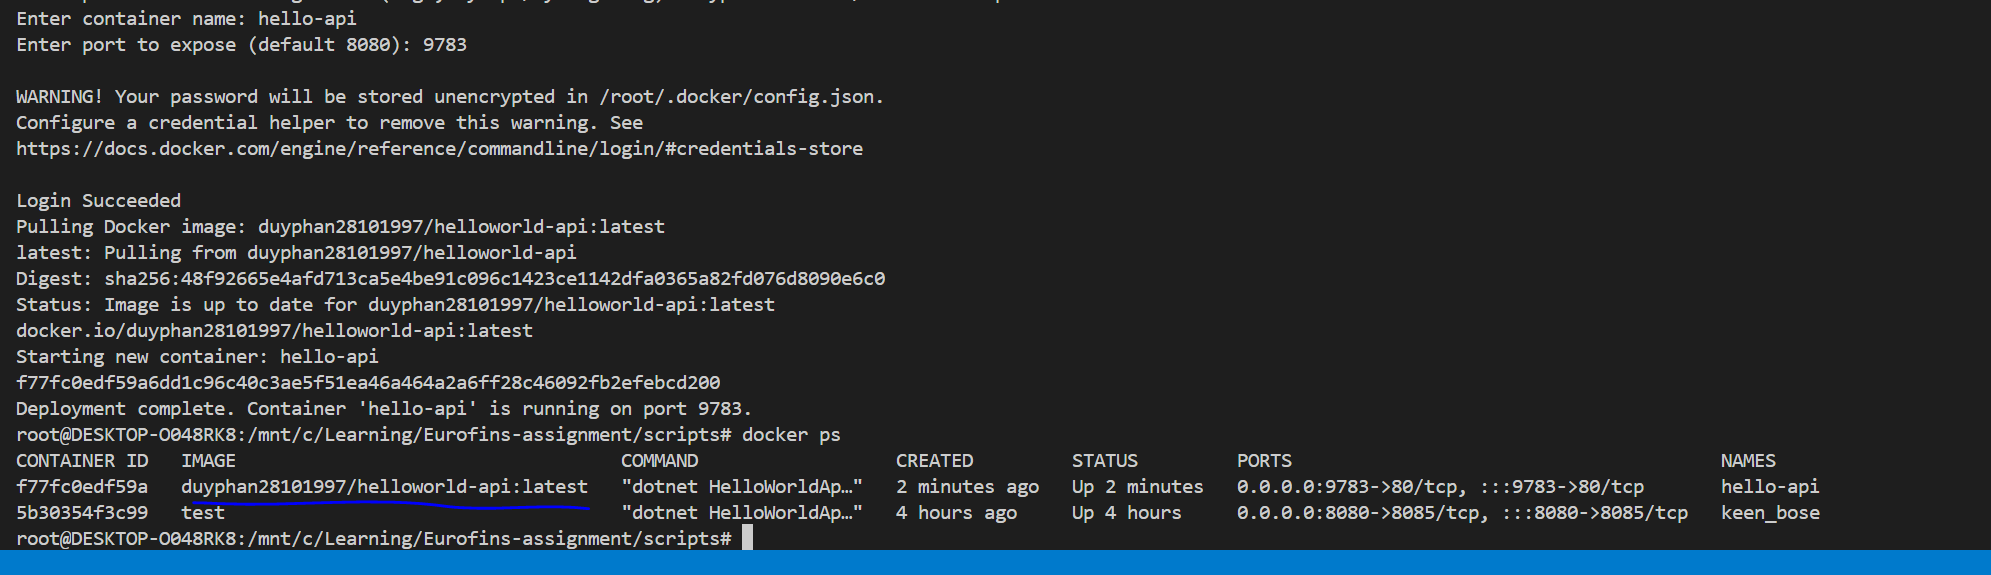 Enter container name: hello-api
Enter port to expose (default 8080): 9783
WARNING! Your password will be stored unencrypted in /root/.docker/config.json.
Configure a credential helper to remove this warning. See
https://docs.docker.com/engine/reference/commandline/login/#credentials-store
Login Succeeded
Pulling Docker image: duyphan28101997/helloworld-api:latest
latest: Pulling from duyphan28101997/helloworld-api
Digest: sha256:48f92665e4afd713ca5e4be91c096c1423ce1142dfa0365a82fd076d8090e6c0
Status: Image is up to date for duyphan28101997/helloworld-api:latest
docker.io/duyphan28101997/helloworld-api:latest
Starting new container: hello-api
f77fc0edf59a6dd1c96c40c3ae5f51ea46a464a2a6ff28c46092fb2efebcd200
Deployment complete. Container 'hello-api' is running on port 9783.
root@DESKTOP-O048RK8:/mnt/c/Learning/Eurofins-assignment/scripts# docker ps
CONTAINER ID   IMAGE                                   COMMAND                  CREATED         STATUS         PORTS                                       NAMES
f77fc0edf59a   duyphan28101997/helloworld-api:latest   "dotnet HelloWorldAp…"   2 minutes ago   Up 2 minutes   0.0.0.0:9783->80/tcp, :::9783->80/tcp       hello-api
5b30354f3c99   test                                    "dotnet HelloWorldAp…"   4 hours ago     Up 4 hours     0.0.0.0:8080->8085/tcp, :::8080->8085/tcp   keen_bose
root@DESKTOP-O048RK8:/mnt/c/Learning/Eurofins-assignment/scripts#